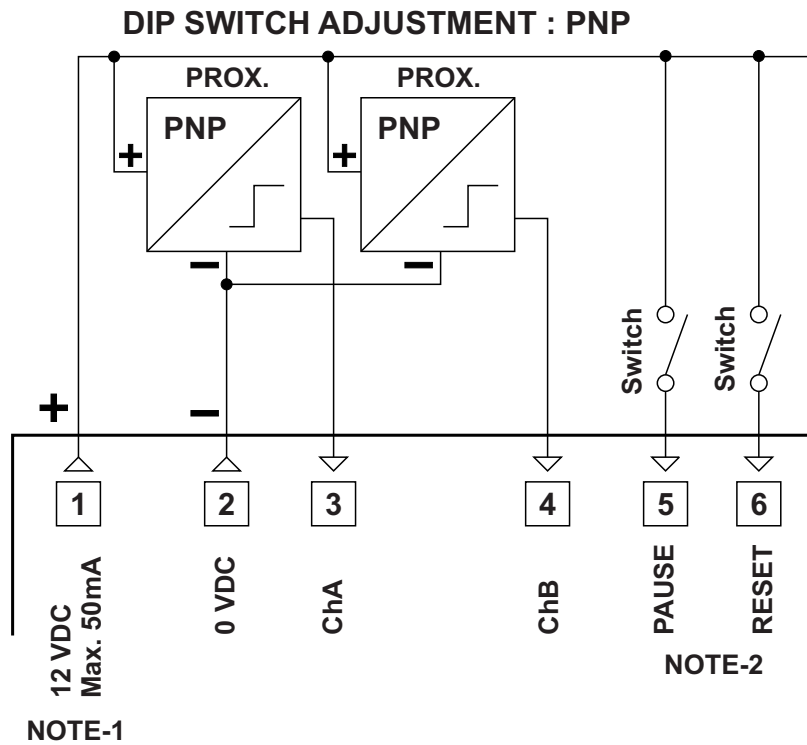 DIP SWITCH ADJUSTMENT : PNP
PROX.
PROX.
PNP
PNP
+
+
−
−
Switch
Switch
+
−
1
2
3
4
5
6
12 VDC
Max. 50mA
0 VDC
ChA
ChB
PAUSE
RESET
NOTE-2
NOTE-1